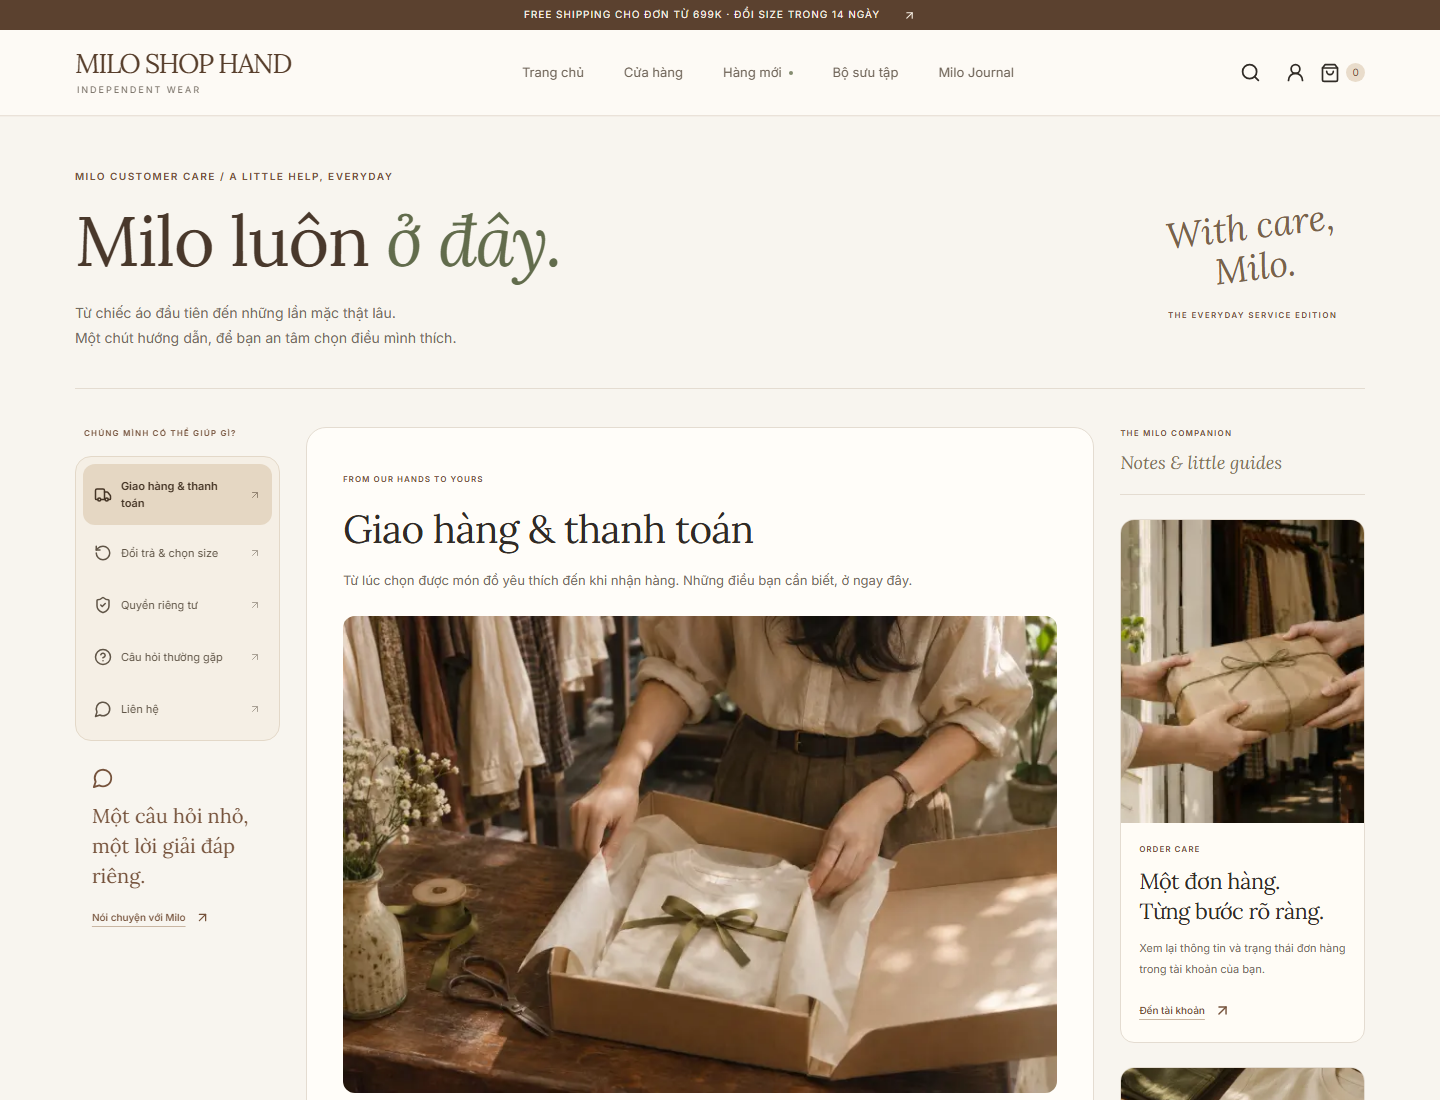 FREE SHIPPING CHO ĐƠN TỪ 699K · ĐỔI SIZE TRONG 14 NGÀY
MILO SHOP HAND
INDEPENDENT WEAR
Trang chủ
Cửa hàng
Hàng mới
Bộ sưu tập
Milo Journal
0
MILO CUSTOMER CARE / A LITTLE HELP, EVERYDAY
Milo luôn ở đây.
Từ chiếc áo đầu tiên đến những lần mặc thật lâu.
Một chút hướng dẫn, để bạn an tâm chọn điều mình thích.
With care,
Milo.
THE EVERYDAY SERVICE EDITION
CHÚNG MÌNH CÓ THỂ GIÚP GÌ?
Giao hàng & thanh
toán
Đổi trả & chọn size
Quyền riêng tư
Câu hỏi thường gặp
Liên hệ
Một câu hỏi nhỏ,
một lời giải đáp
riêng.
Nói chuyện với Milo
FROM OUR HANDS TO YOURS
Giao hàng & thanh toán
Từ lúc chọn được món đồ yêu thích đến khi nhận hàng. Những điều bạn cần biết, ở ngay đây.
THE MILO COMPANION
Notes & little guides
ORDER CARE
Một đơn hàng.
Từng bước rõ ràng.
Xem lại thông tin và trạng thái đơn hàng
trong tài khoản của bạn.
Đến tài khoản